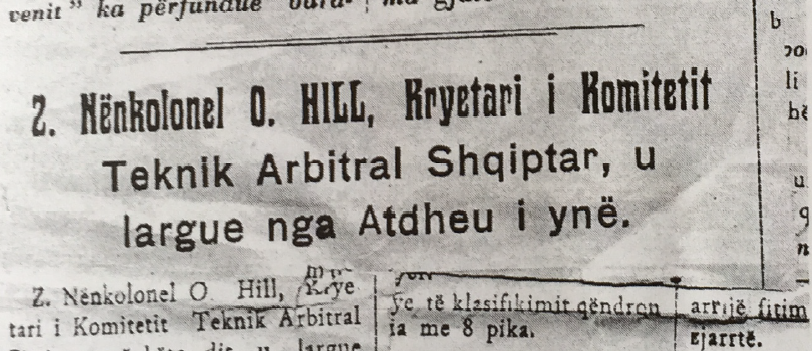 venit" ka përfundue
Z. Nënkolonel O. HILL, Kryetari i Komitetit
Teknik Arbitral Shqiptar, u
largue nga Atdheu i ynë.
Z. Nënkolonel O. Hill, Krye
tari i Komitetit Teknik Arbitral
largue
ye të klasifikimit qëndron
ia me 8 pika.
arrijë fitim